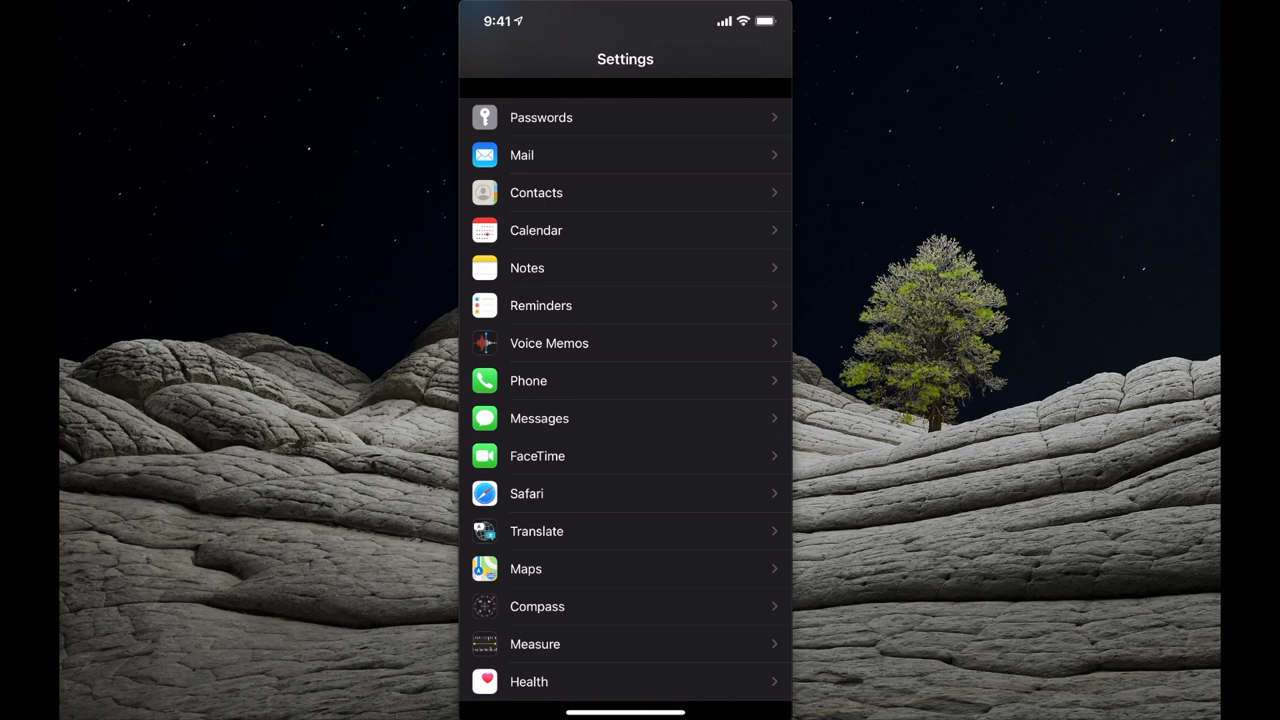 9:41
Settings
Passwords
Mail
Contacts
Calendar
Notes
Reminders
Voice Memos
Phone
Messages
FaceTime
Safari
Translate
Maps
Compass
Measure
Health